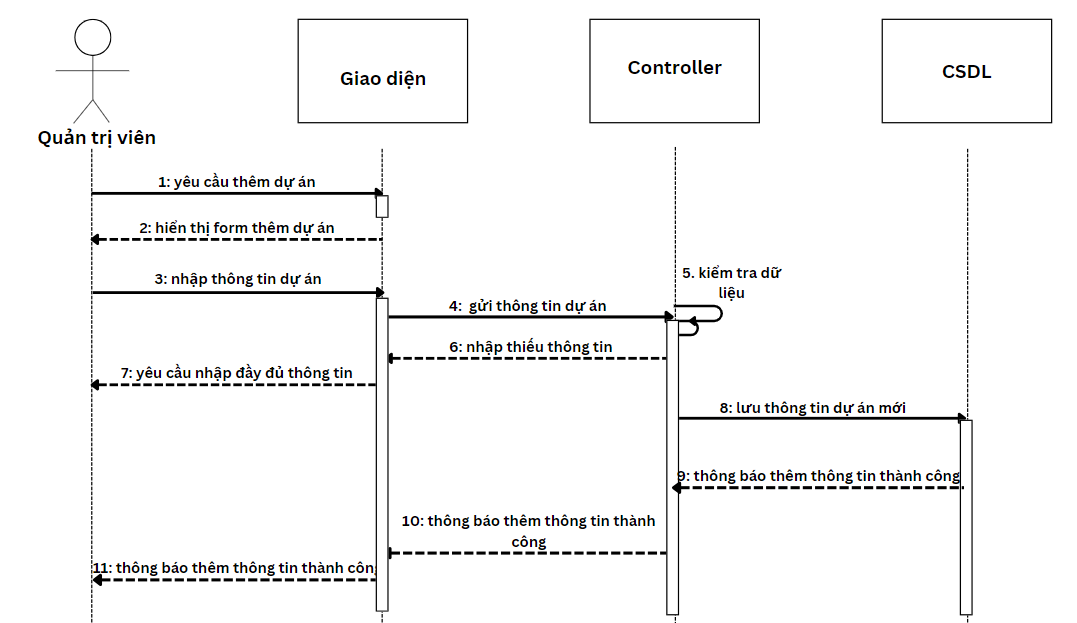 Giao diện
Controller
CSDL
Quản trị viên
1: yêu cầu thêm dự án
2: hiển thị form thêm dự án
3: nhập thông tin dự án
4: gửi thông tin dự án
5. kiểm tra dữ
liệu
6: nhập thiếu thông tin
7: yêu cầu nhập đầy đủ thông tin
8: lưu thông tin dự án mới
9: thông báo thêm thông tin thành công
10: thông báo thêm thông tin thành
công
11: thông báo thêm thông tin thành công